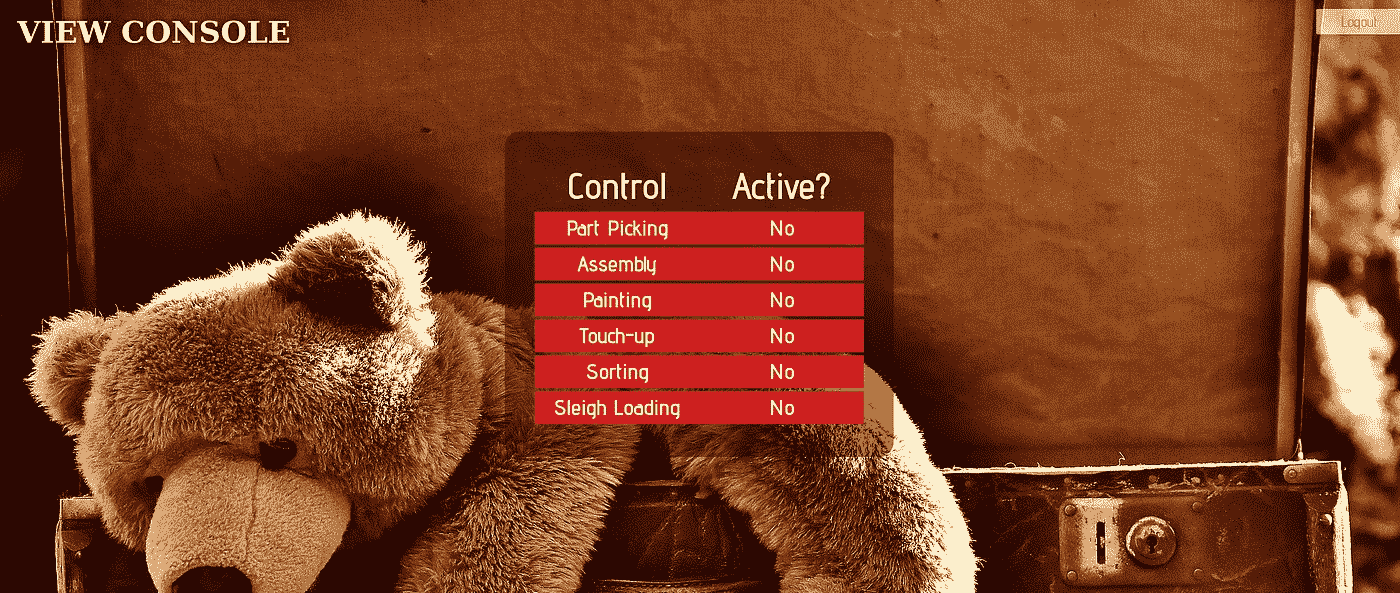 VIEW CONSOLE
Logout
Control Active?
Part Picking No
Assembly No
Painting No
Touch-up No
Sorting No
Sleigh Loading No